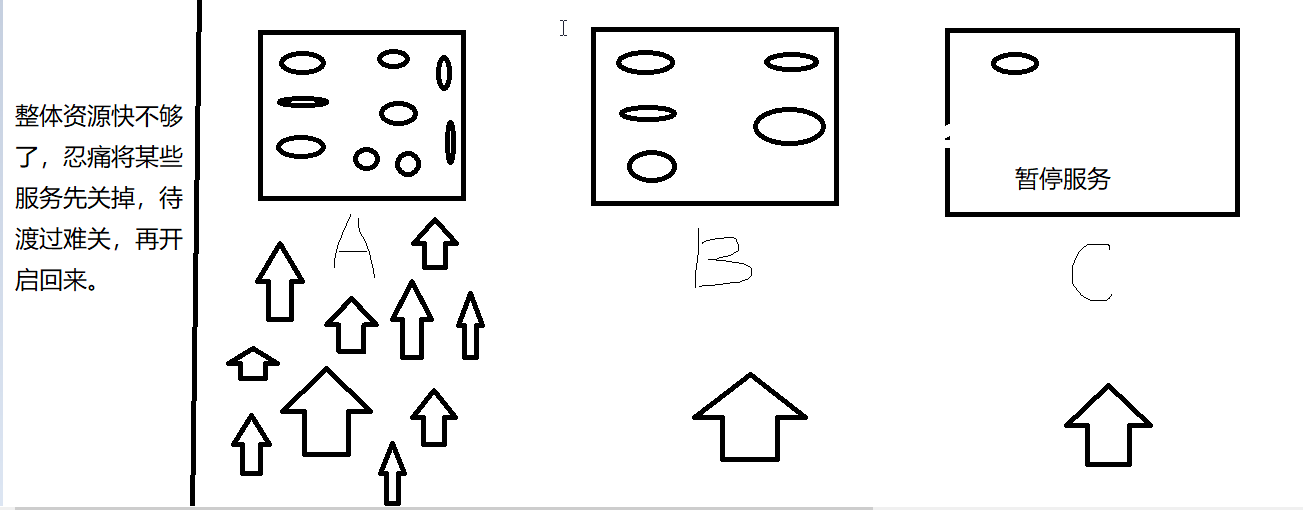 整体资源快不够
了，忍痛将某些
服务先关掉，待
渡过难关，再开
启回来。
A
B
C
暂停服务